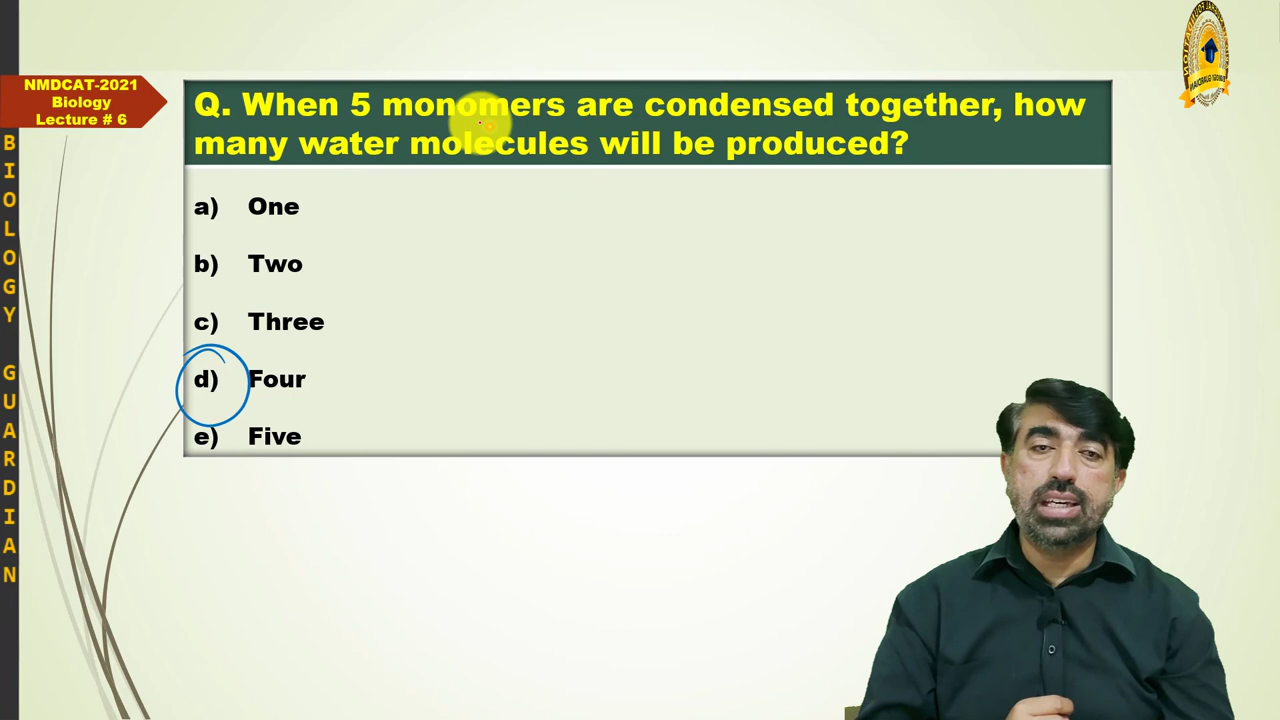 NMDCAT-2021
Biology
Lecture # 6
BIOLOGY
GUARDIAN
Q. When 5 monomers are condensed together, how
many water molecules will be produced?
a) One
b) Two
c) Three
d) Four
e) Five